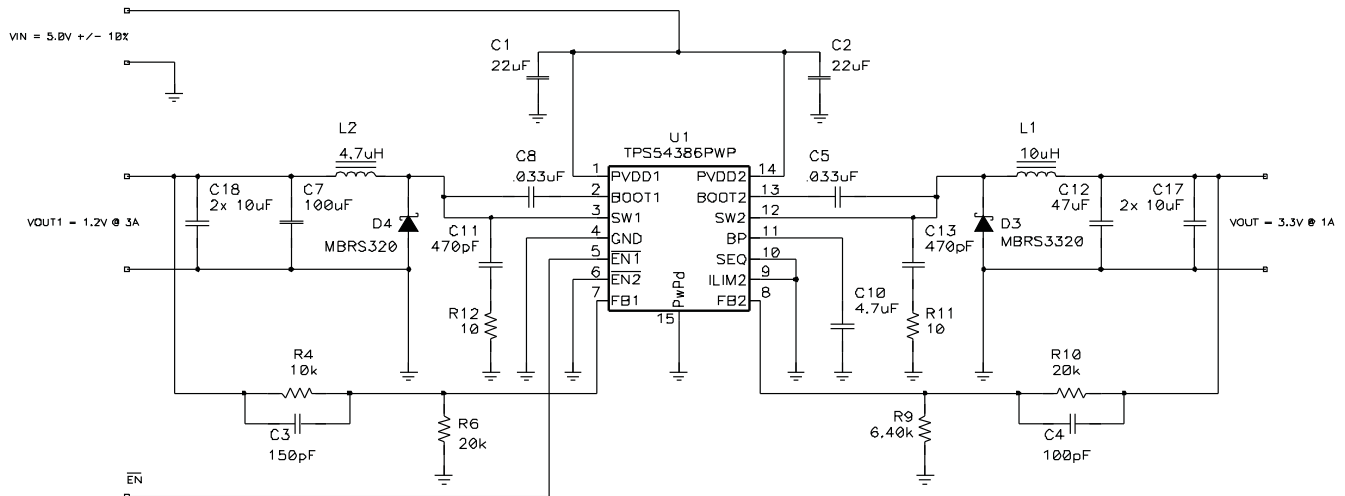 VIN = 5.0V +/- 10%
C1
22uF
C2
22uF
U1
TPS54386PWP
L2
4.7uH
L1
10uH
C8
.033uF
C5
.033uF
1 PVDD1
2 BOOT1
3 SW1
4 GND
5 EN1
6 EN2
7 FB1
PVDD2 14
BOOT2 13
SW2 12
BP 11
SEQ 10
ILIM2 9
FB2 8
PwPd
15
C18
2x 10uF
C7
100uF
D4
MBRS320
VOUT1 = 1.2V @ 3A
C11
470pF
R12
10
C10
4.7uF
C13
470pF
R11
10
D3
MBRS3320
C12
47uF
C17
2x 10uF
VOUT = 3.3V @ 1A
R4
10k
C3
150pF
R6
20k
R9
6.40k
R10
20k
C4
100pF
EN